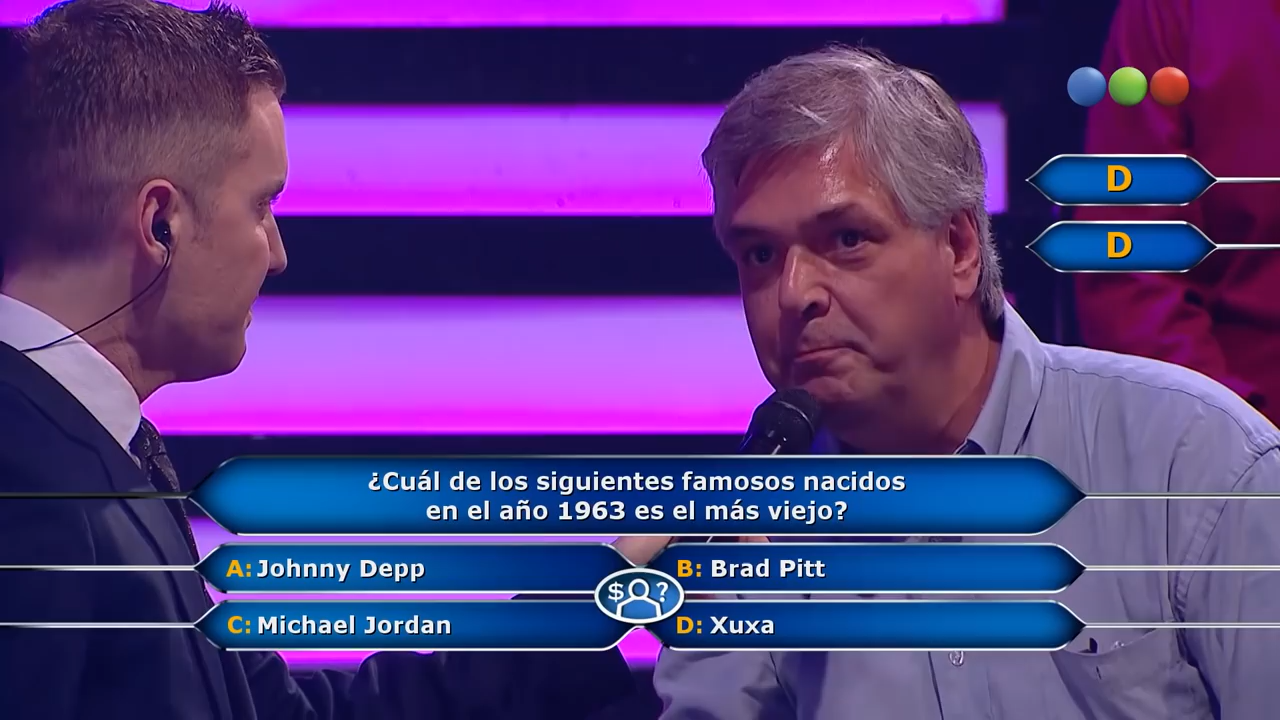 D
D
¿Cuál de los siguientes famosos nacidos
en el año 1963 es el más viejo?
A: Johnny Depp
B: Brad Pitt
$ ?
C: Michael Jordan
D: Xuxa